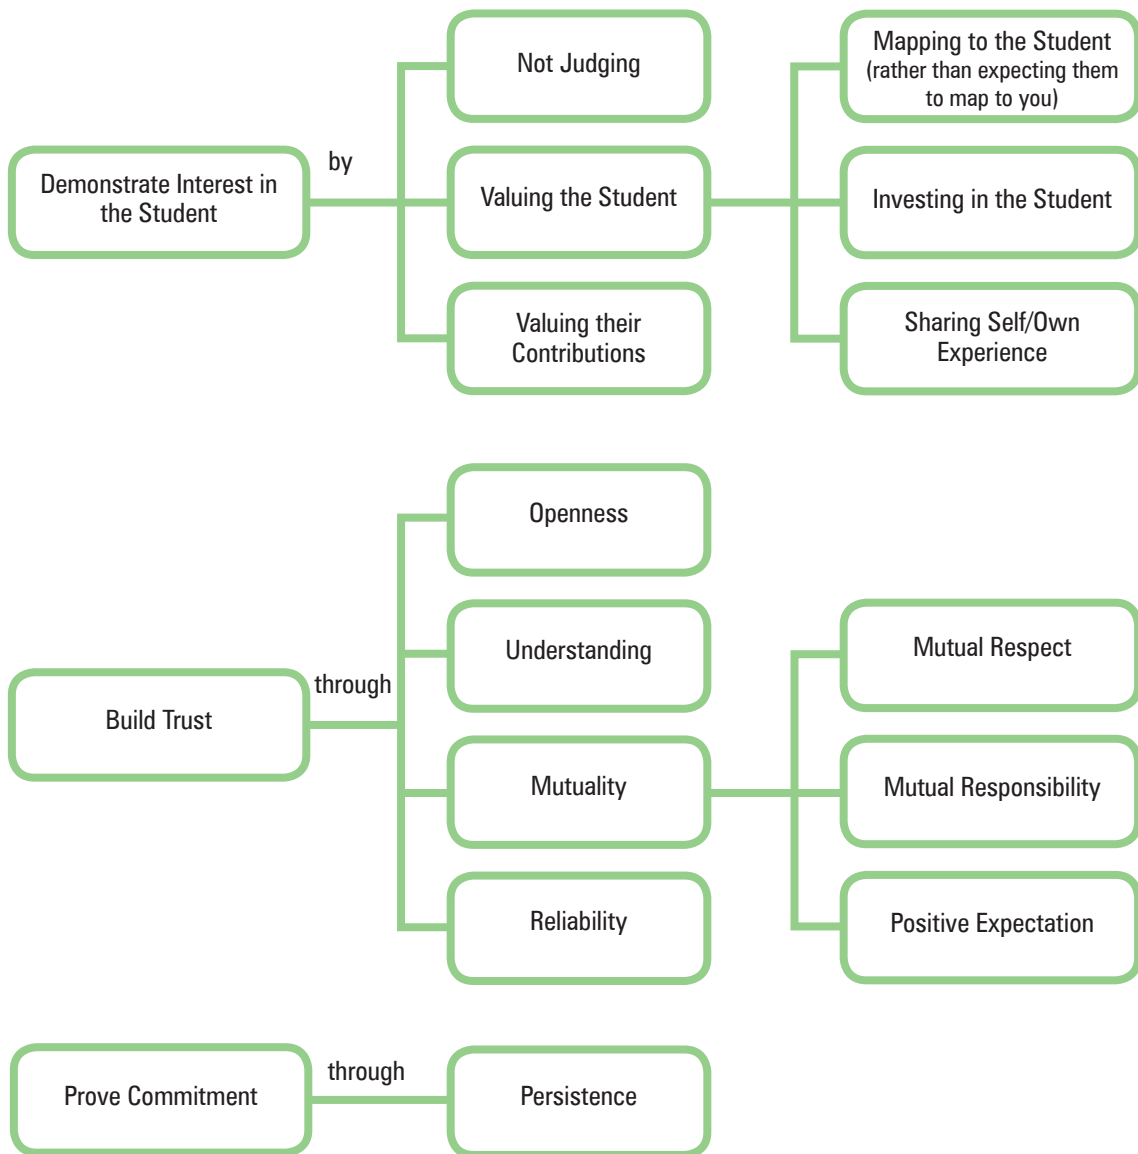 Demonstrate Interest in
the Student
by
Not Judging
Valuing the Student
Valuing their
Contributions
Mapping to the Student
(rather than expecting them
to map to you)
Investing in the Student
Sharing Self/Own
Experience
Build Trust
through
Openness
Understanding
Mutuality
Reliability
Mutual Respect
Mutual Responsibility
Positive Expectation
Prove Commitment
through
Persistence